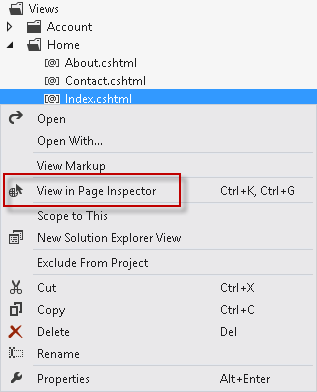 Views
Account
Home
About.cshtml
Contact.cshtml
Index.cshtml
Open
Open With...
View Markup
View in Page Inspector Ctrl+K, Ctrl+G
Scope to This
New Solution Explorer View
Exclude From Project
Cut Ctrl+X
Copy Ctrl+C
Delete Del
Rename
Properties Alt+Enter